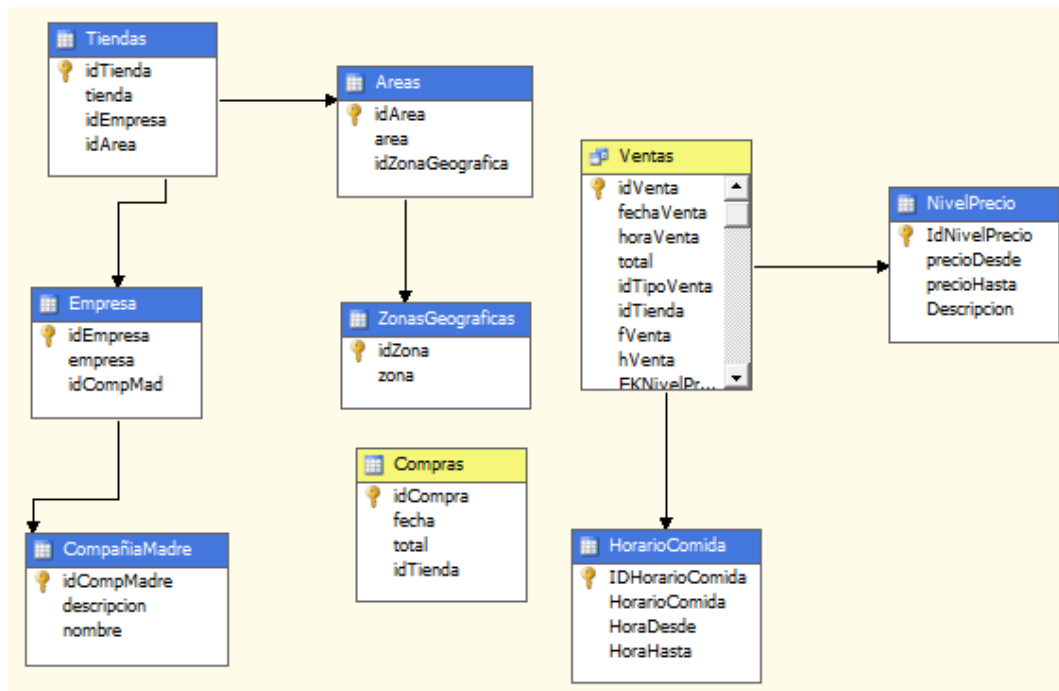 Tiendas
idTienda
tienda
idEmpresa
idArea
Areas
idArea
area
idZonaGeografica
Ventas
idVenta
fechaVenta
horaVenta
total
idTipoVenta
idTienda
fVenta
hVenta
FKNivelPr...
NivelPrecio
IdNivelPrecio
precioDesde
precioHasta
Descripcion
Empresa
idEmpresa
empresa
idCompMad
ZonasGeograficas
idZona
zona
Compras
idCompra
fecha
total
idTienda
CompañiaMadre
idCompMadre
descripcion
nombre
HorarioComida
IDHorarioComida
HorarioComida
HoraDesde
HoraHasta